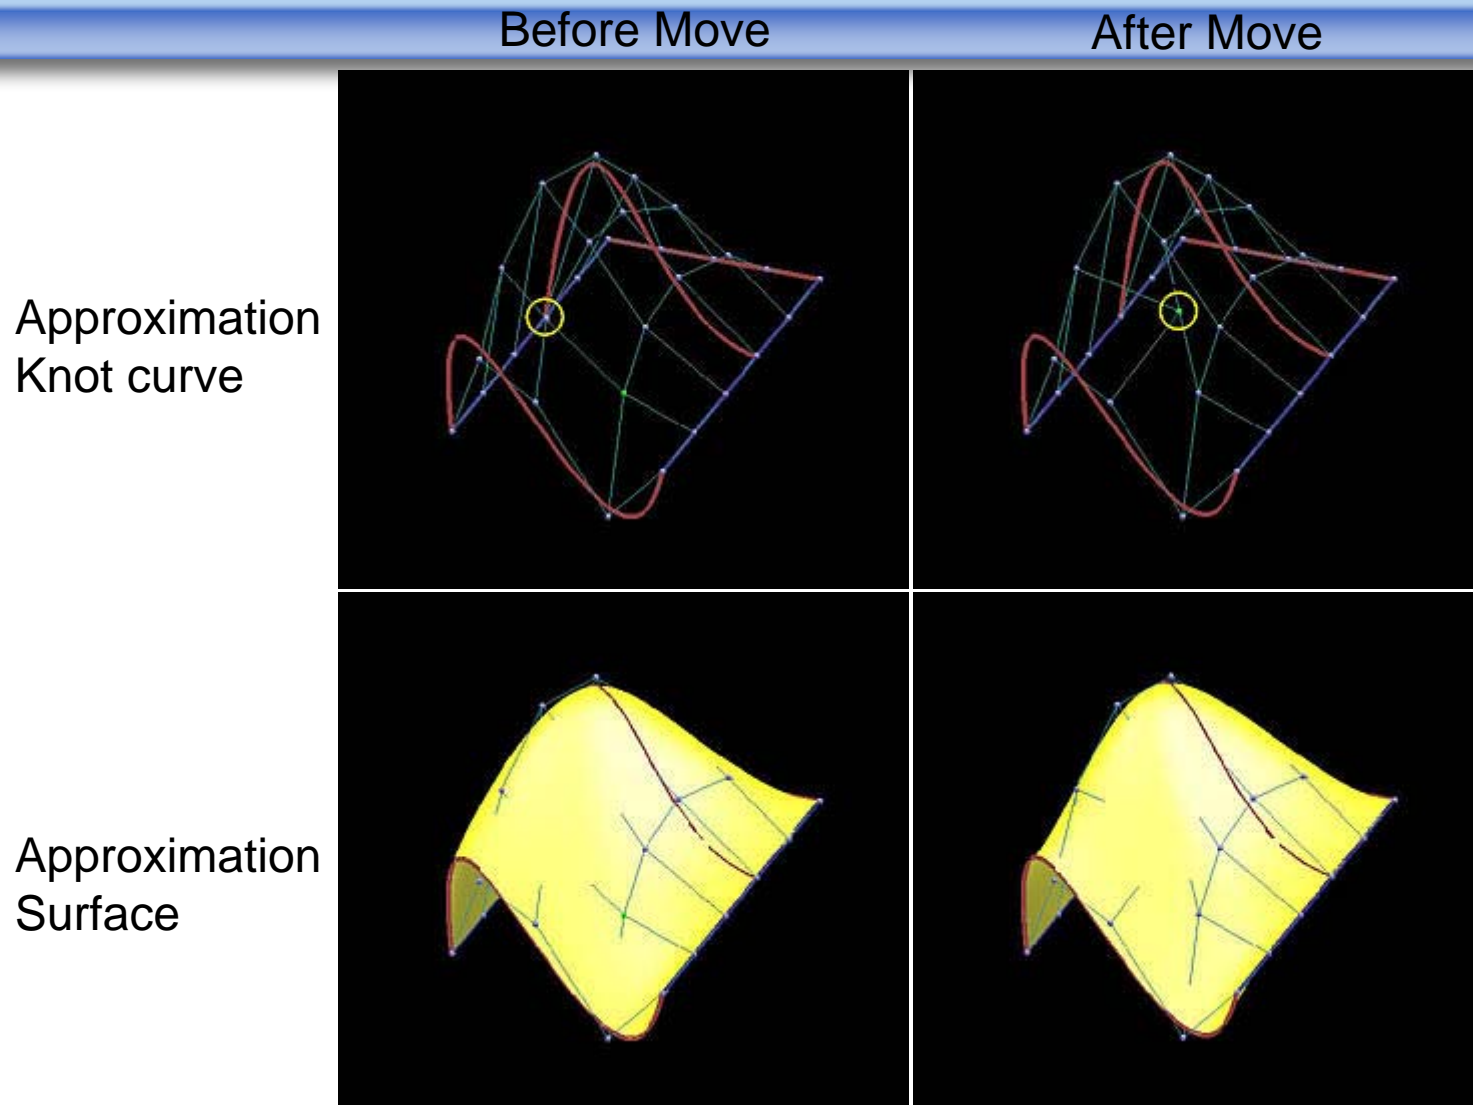 Before Move
After Move
Approximation
Knot curve
Approximation
Surface